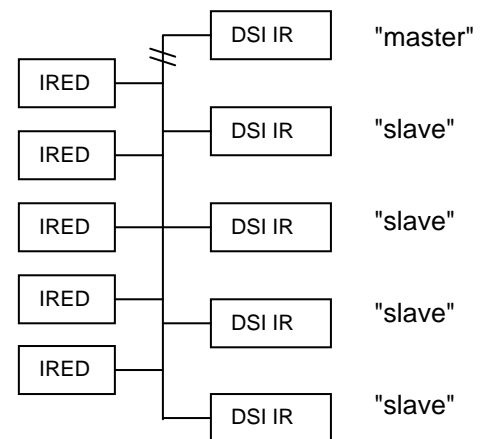 DSI IR "master"
IRED
DSI IR "slave"
IRED
IRED DSI IR "slave"
IRED
DSI IR "slave"
IRED
DSI IR "slave"